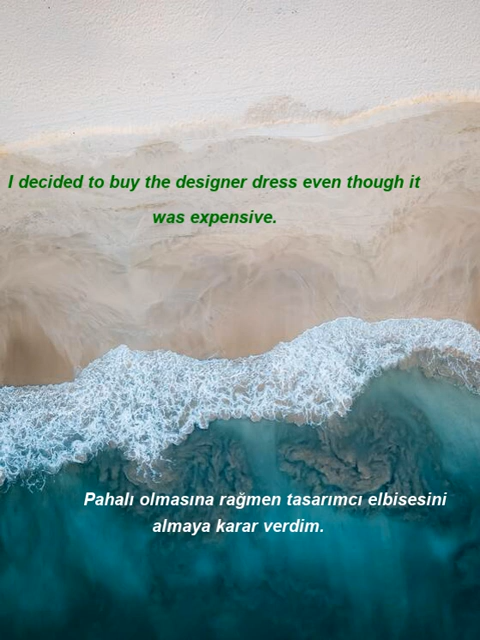 I decided to buy the designer dress even though it
was expensive.
Pahalı olmasına rağmen tasarımcı elbisesini
almaya karar verdim.